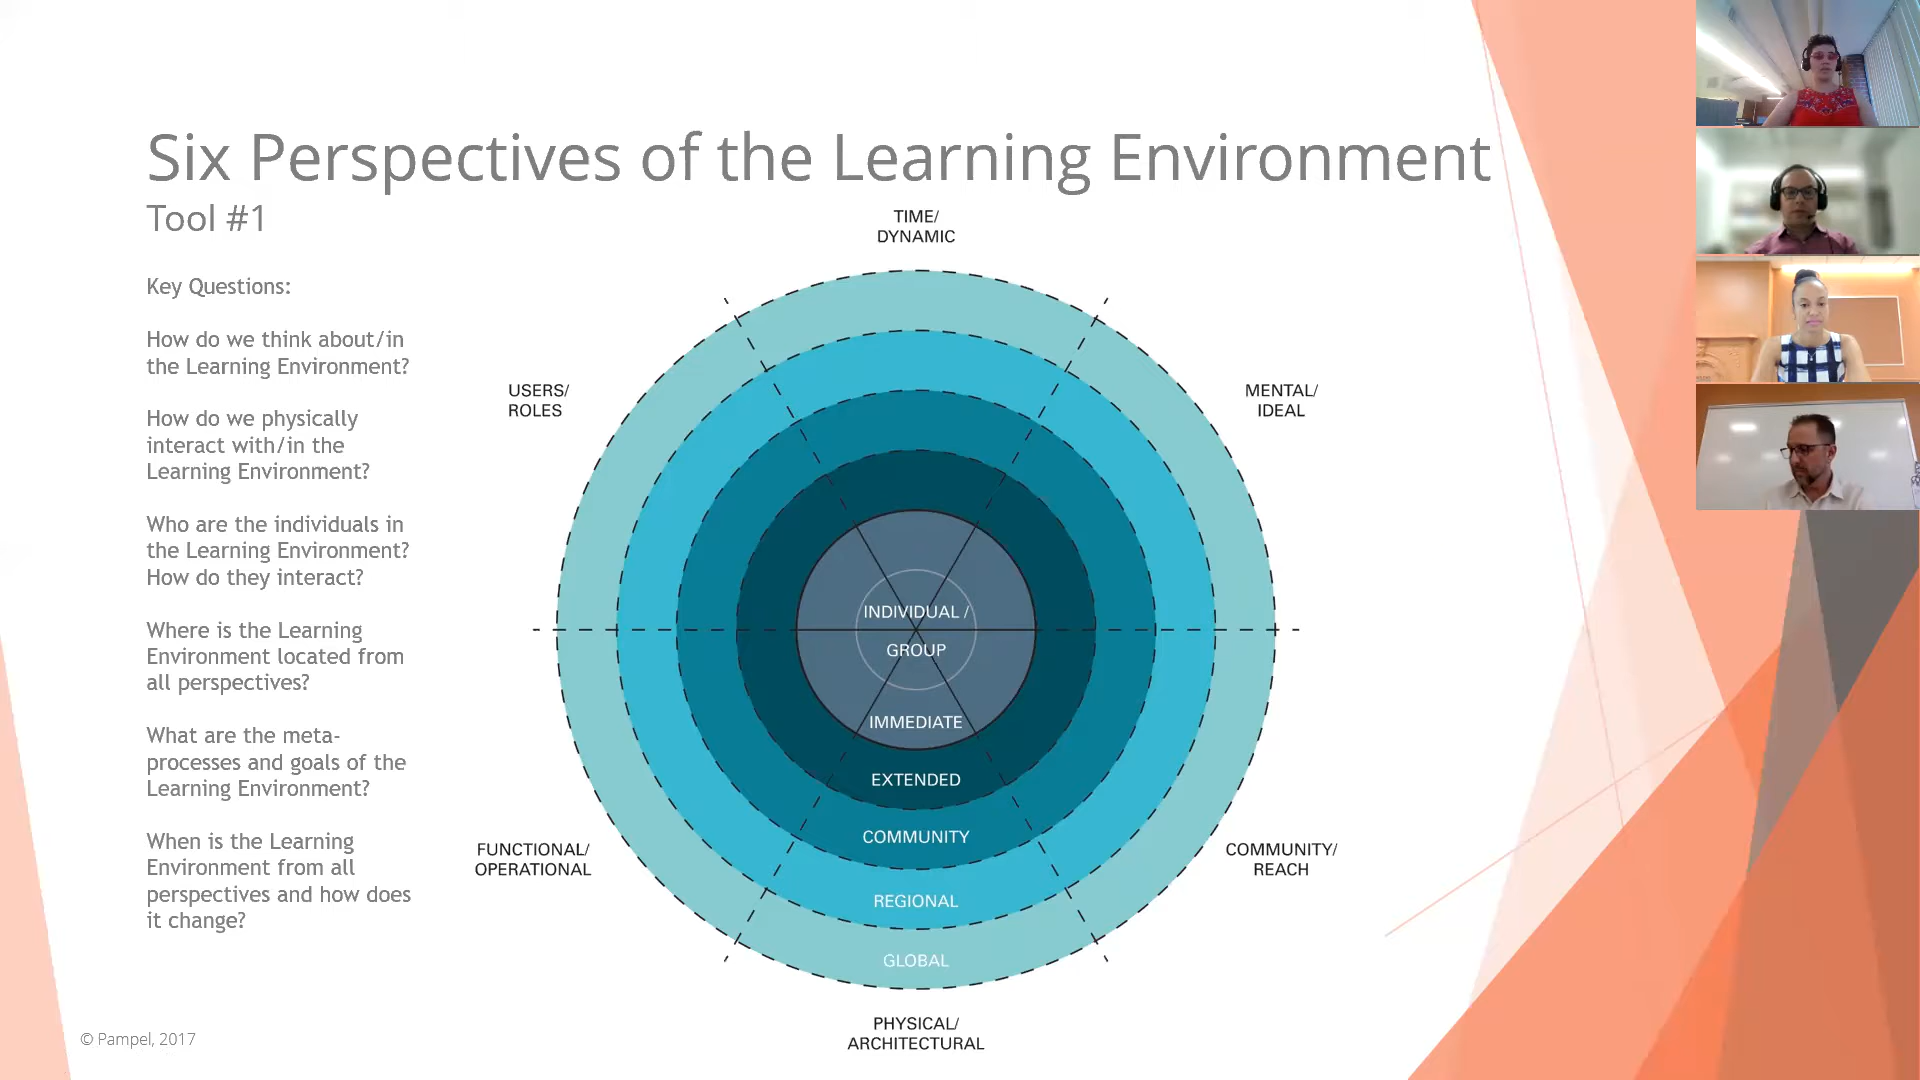 Six Perspectives of the Learning Environment
Tool #1
Key Questions:
How do we think about/in
the Learning Environment?
How do we physically
interact with/in the
Learning Environment?
Who are the individuals in
the Learning Environment?
How do they interact?
Where is the Learning
Environment located from
all perspectives?
What are the meta-
processes and goals of the
Learning Environment?
When is the Learning
Environment from all
perspectives and how does
it change?
TIME/
DYNAMIC
USERS/
ROLES
MENTAL/
IDEAL
INDIVIDUAL /
GROUP
IMMEDIATE
EXTENDED
COMMUNITY
REGIONAL
GLOBAL
FUNCTIONAL/
OPERATIONAL
COMMUNITY/
REACH
PHYSICAL/
ARCHITECTURAL
© Pampel, 2017